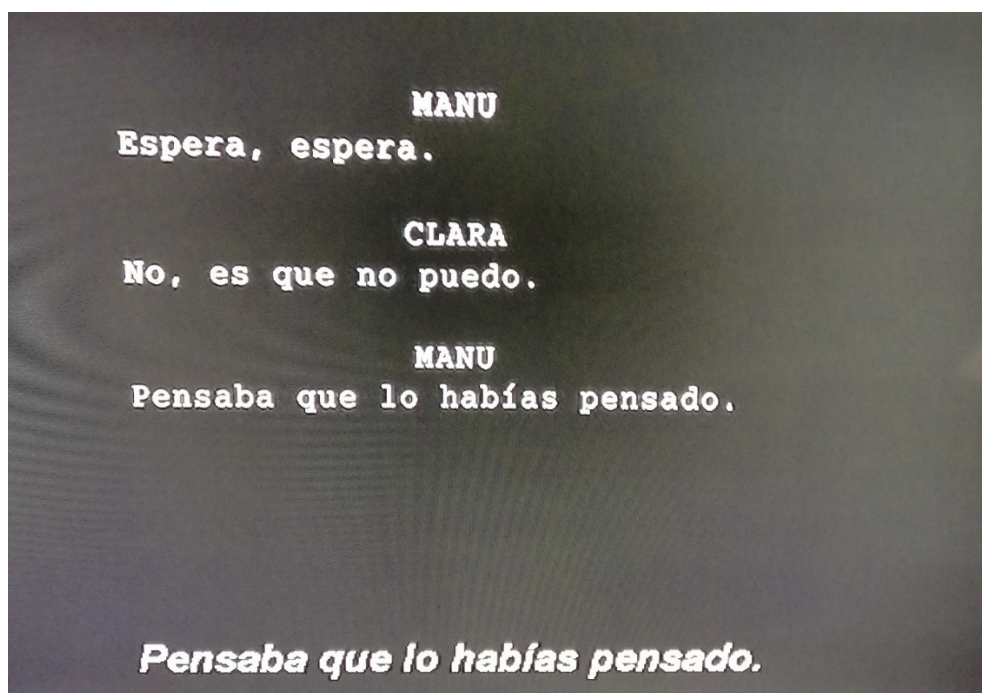 MANU
Espera, espera.
CLARA
No, es que no puedo.
MANU
Pensaba que lo habías pensado.
Pensaba que lo habías pensado.